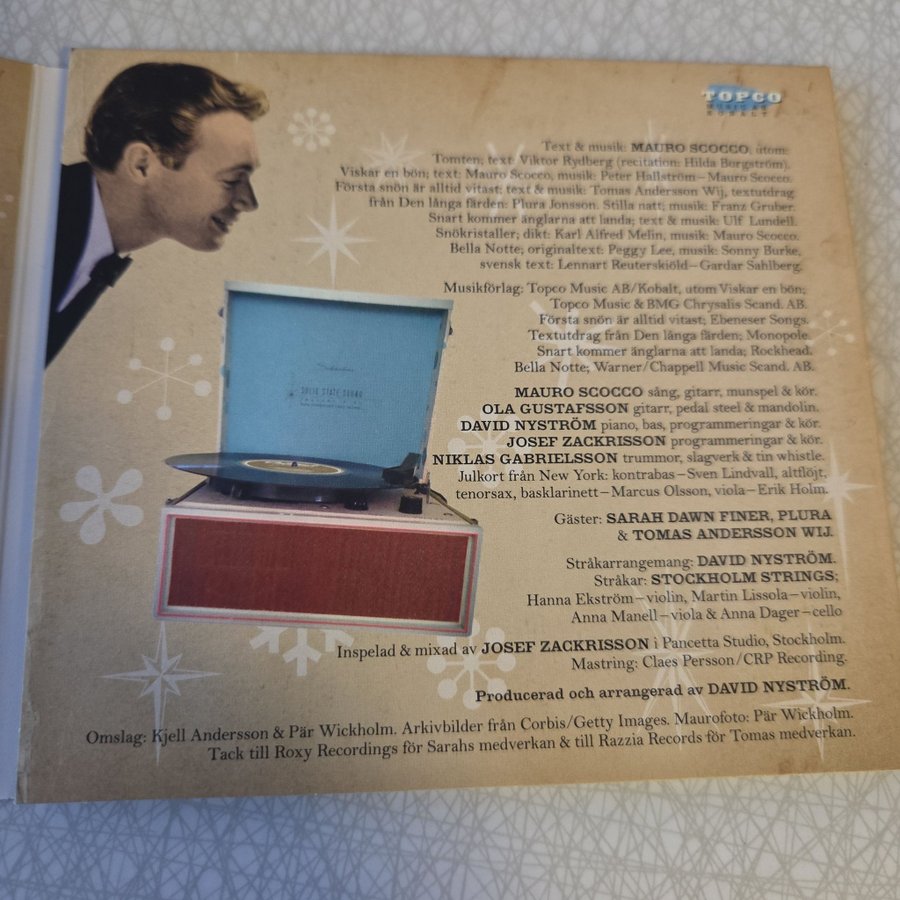 TOPCO
MUSIC AB
KOBALT
Text & musik: MAURO SCOCCO, utom:
Tomten; text: Viktor Rydberg (recitation: Hilda Borgström).
Viskar en bön; text: Mauro Scocco, musik: Peter Hallström–Mauro Scocco.
Första snön är alltid vitast; text & musik: Tomas Andersson Wij, textutdrag
från Den långa färden: Plura Jonsson. Stilla natt; musik: Franz Gruber.
Snart kommer änglarna att landa; text & musik: Ulf Lundell.
Snökristaller; dikt: Karl Alfred Melin, musik: Mauro Scocco.
Bella Notte; originaltext: Peggy Lee, musik: Sonny Burke,
svensk text: Lennart Reuterskiöld–Gardar Sahlberg.
Musikförlag: Topco Music AB/Kobalt, utom Viskar en bön;
Topco Music & BMG Chrysalis Scand. AB.
Första snön är alltid vitast; Ebeneser Songs.
Textutdrag från Den långa färden; Monopole.
Snart kommer änglarna att landa; Rockhead.
Bella Notte; Warner/Chappell Music Scand. AB.
MAURO SCOCCO sång, gitarr, munspel & kör.
OLA GUSTAFSSON gitarr, pedal steel & mandolin.
DAVID NYSTRÖM piano, bas, programmeringar & kör.
JOSEF ZACKRISSON programmeringar & kör.
NIKLAS GABRIELSSON trummor, slagverk & tin whistle.
Julkort från New York: kontrabas–Sven Lindvall, altflöjt,
tenorsax, basklarinett–Marcus Olsson, viola–Erik Holm.
Gäster: SARAH DAWN FINER, PLURA
& TOMAS ANDERSSON WIJ.
Stråkarrangemang: DAVID NYSTRÖM.
Stråkar: STOCKHOLM STRINGS;
Hanna Ekström–violin, Martin Lissola–violin,
Anna Manell–viola & Anna Dager–cello
Inspelad & mixad av JOSEF ZACKRISSON i Pancetta Studio, Stockholm.
Mastring: Claes Persson/CRP Recording.
Producerad och arrangerad av DAVID NYSTRÖM.
Omslag: Kjell Andersson & Pär Wickholm. Arkivbilder från Corbis/Getty Images. Maurofoto: Pär Wickholm.
Tack till Roxy Recordings för Sarahs medverkan & till Razzia Records för Tomas medverkan.
SOLID STATE SOUND